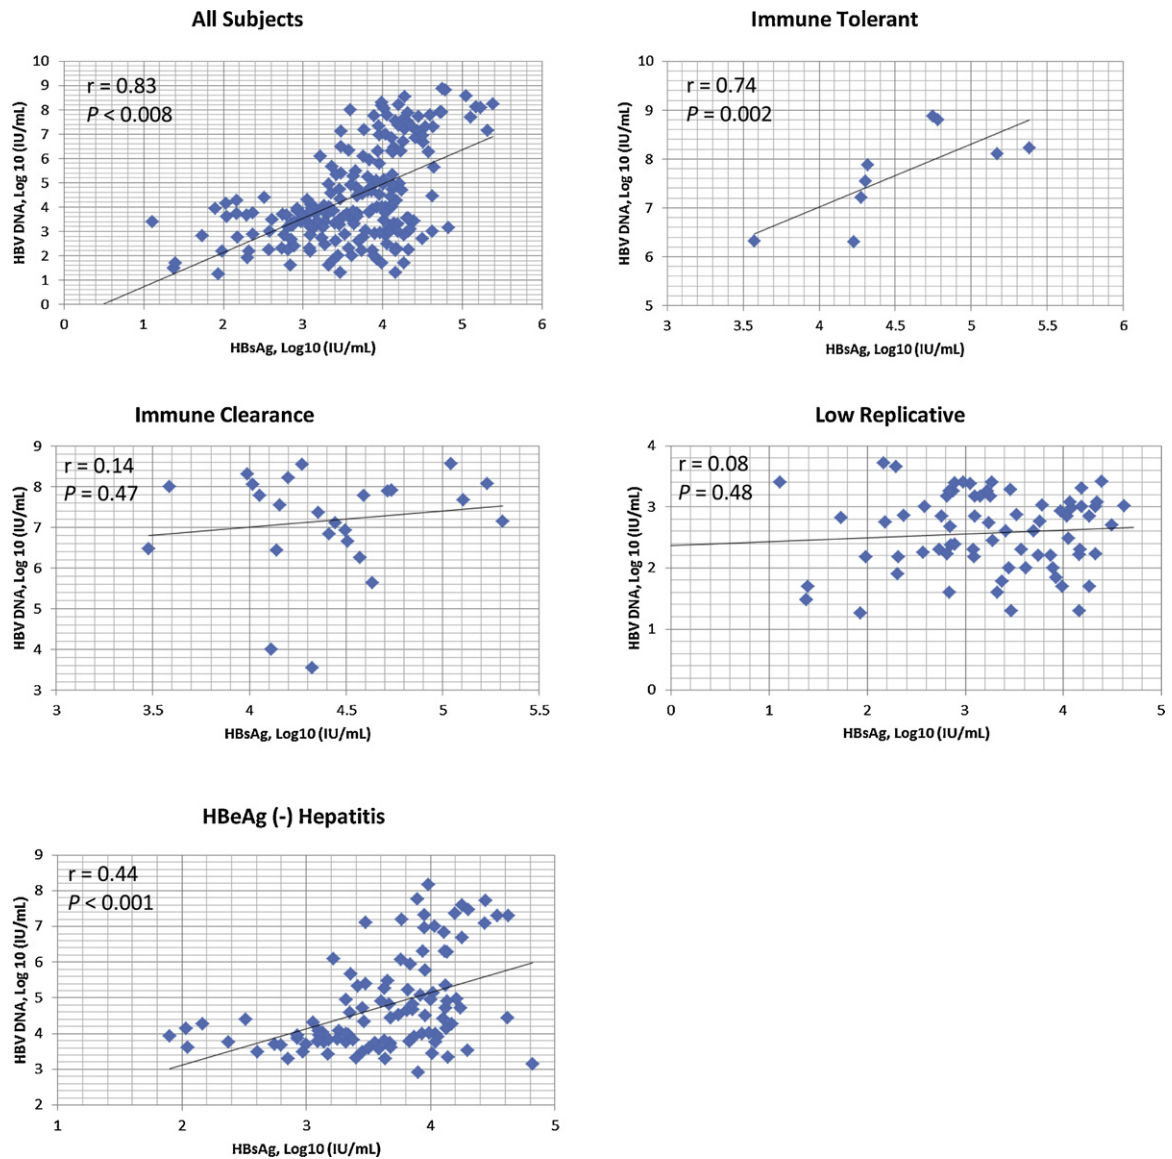 All Subjects
HBV DNA, Log 10 (IU/mL)
10
9
8
7
6
5
4
3
2
1
0
r = 0.83
P < 0.008
0 1 2 3 4 5 6
HBsAg, Log10 (IU/mL)
Immune Tolerant
HBV DNA, Log 10 (IU/mL)
10
9
8
7
6
5
r = 0.74
P = 0.002
3 3.5 4 4.5 5 5.5 6
HBsAg, Log10 (IU/mL)
Immune Clearance
HBV DNA, Log 10 (IU/mL)
9
8
7
6
5
4
3
r = 0.14
P = 0.47
3 3.5 4 4.5 5 5.5
HBsAg, Log10 (IU/mL)
Low Replicative
HBV DNA, Log 10 (IU/mL)
4
3
2
1
0
r = 0.08
P = 0.48
0 1 2 3 4 5
HBsAg, Log10 (IU/mL)
HBeAg (-) Hepatitis
HBV DNA, Log 10 (IU/mL)
9
8
7
6
5
4
3
2
r = 0.44
P < 0.001
1 2 3 4 5
HBsAg, Log10 (IU/mL)